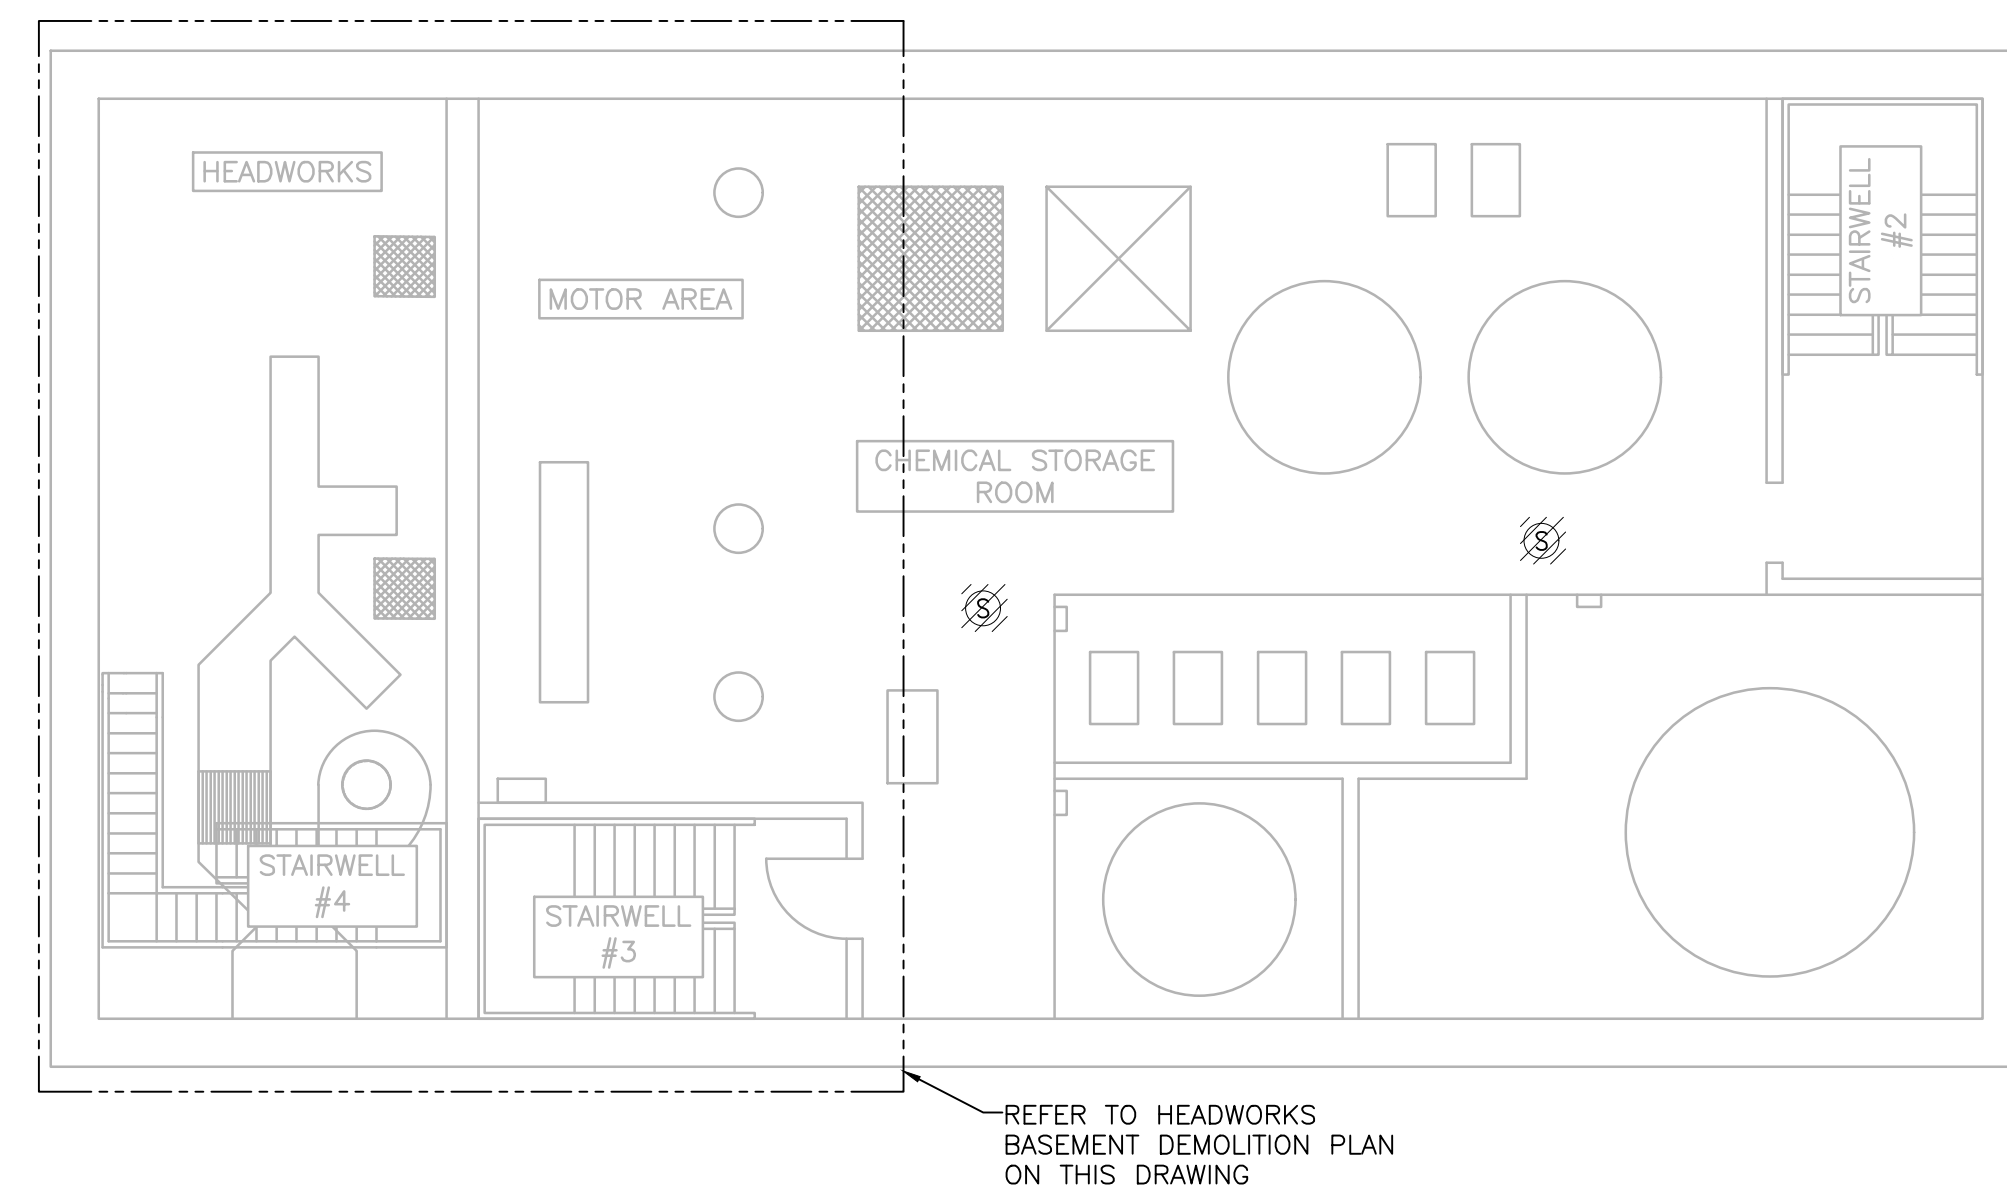 HEADWORKS
MOTOR AREA
STAIRWELL
#2
CHEMICAL STORAGE
ROOM
S
S
STAIRWELL
#4
STAIRWELL
#3
REFER TO HEADWORKS
BASEMENT DEMOLITION PLAN
ON THIS DRAWING